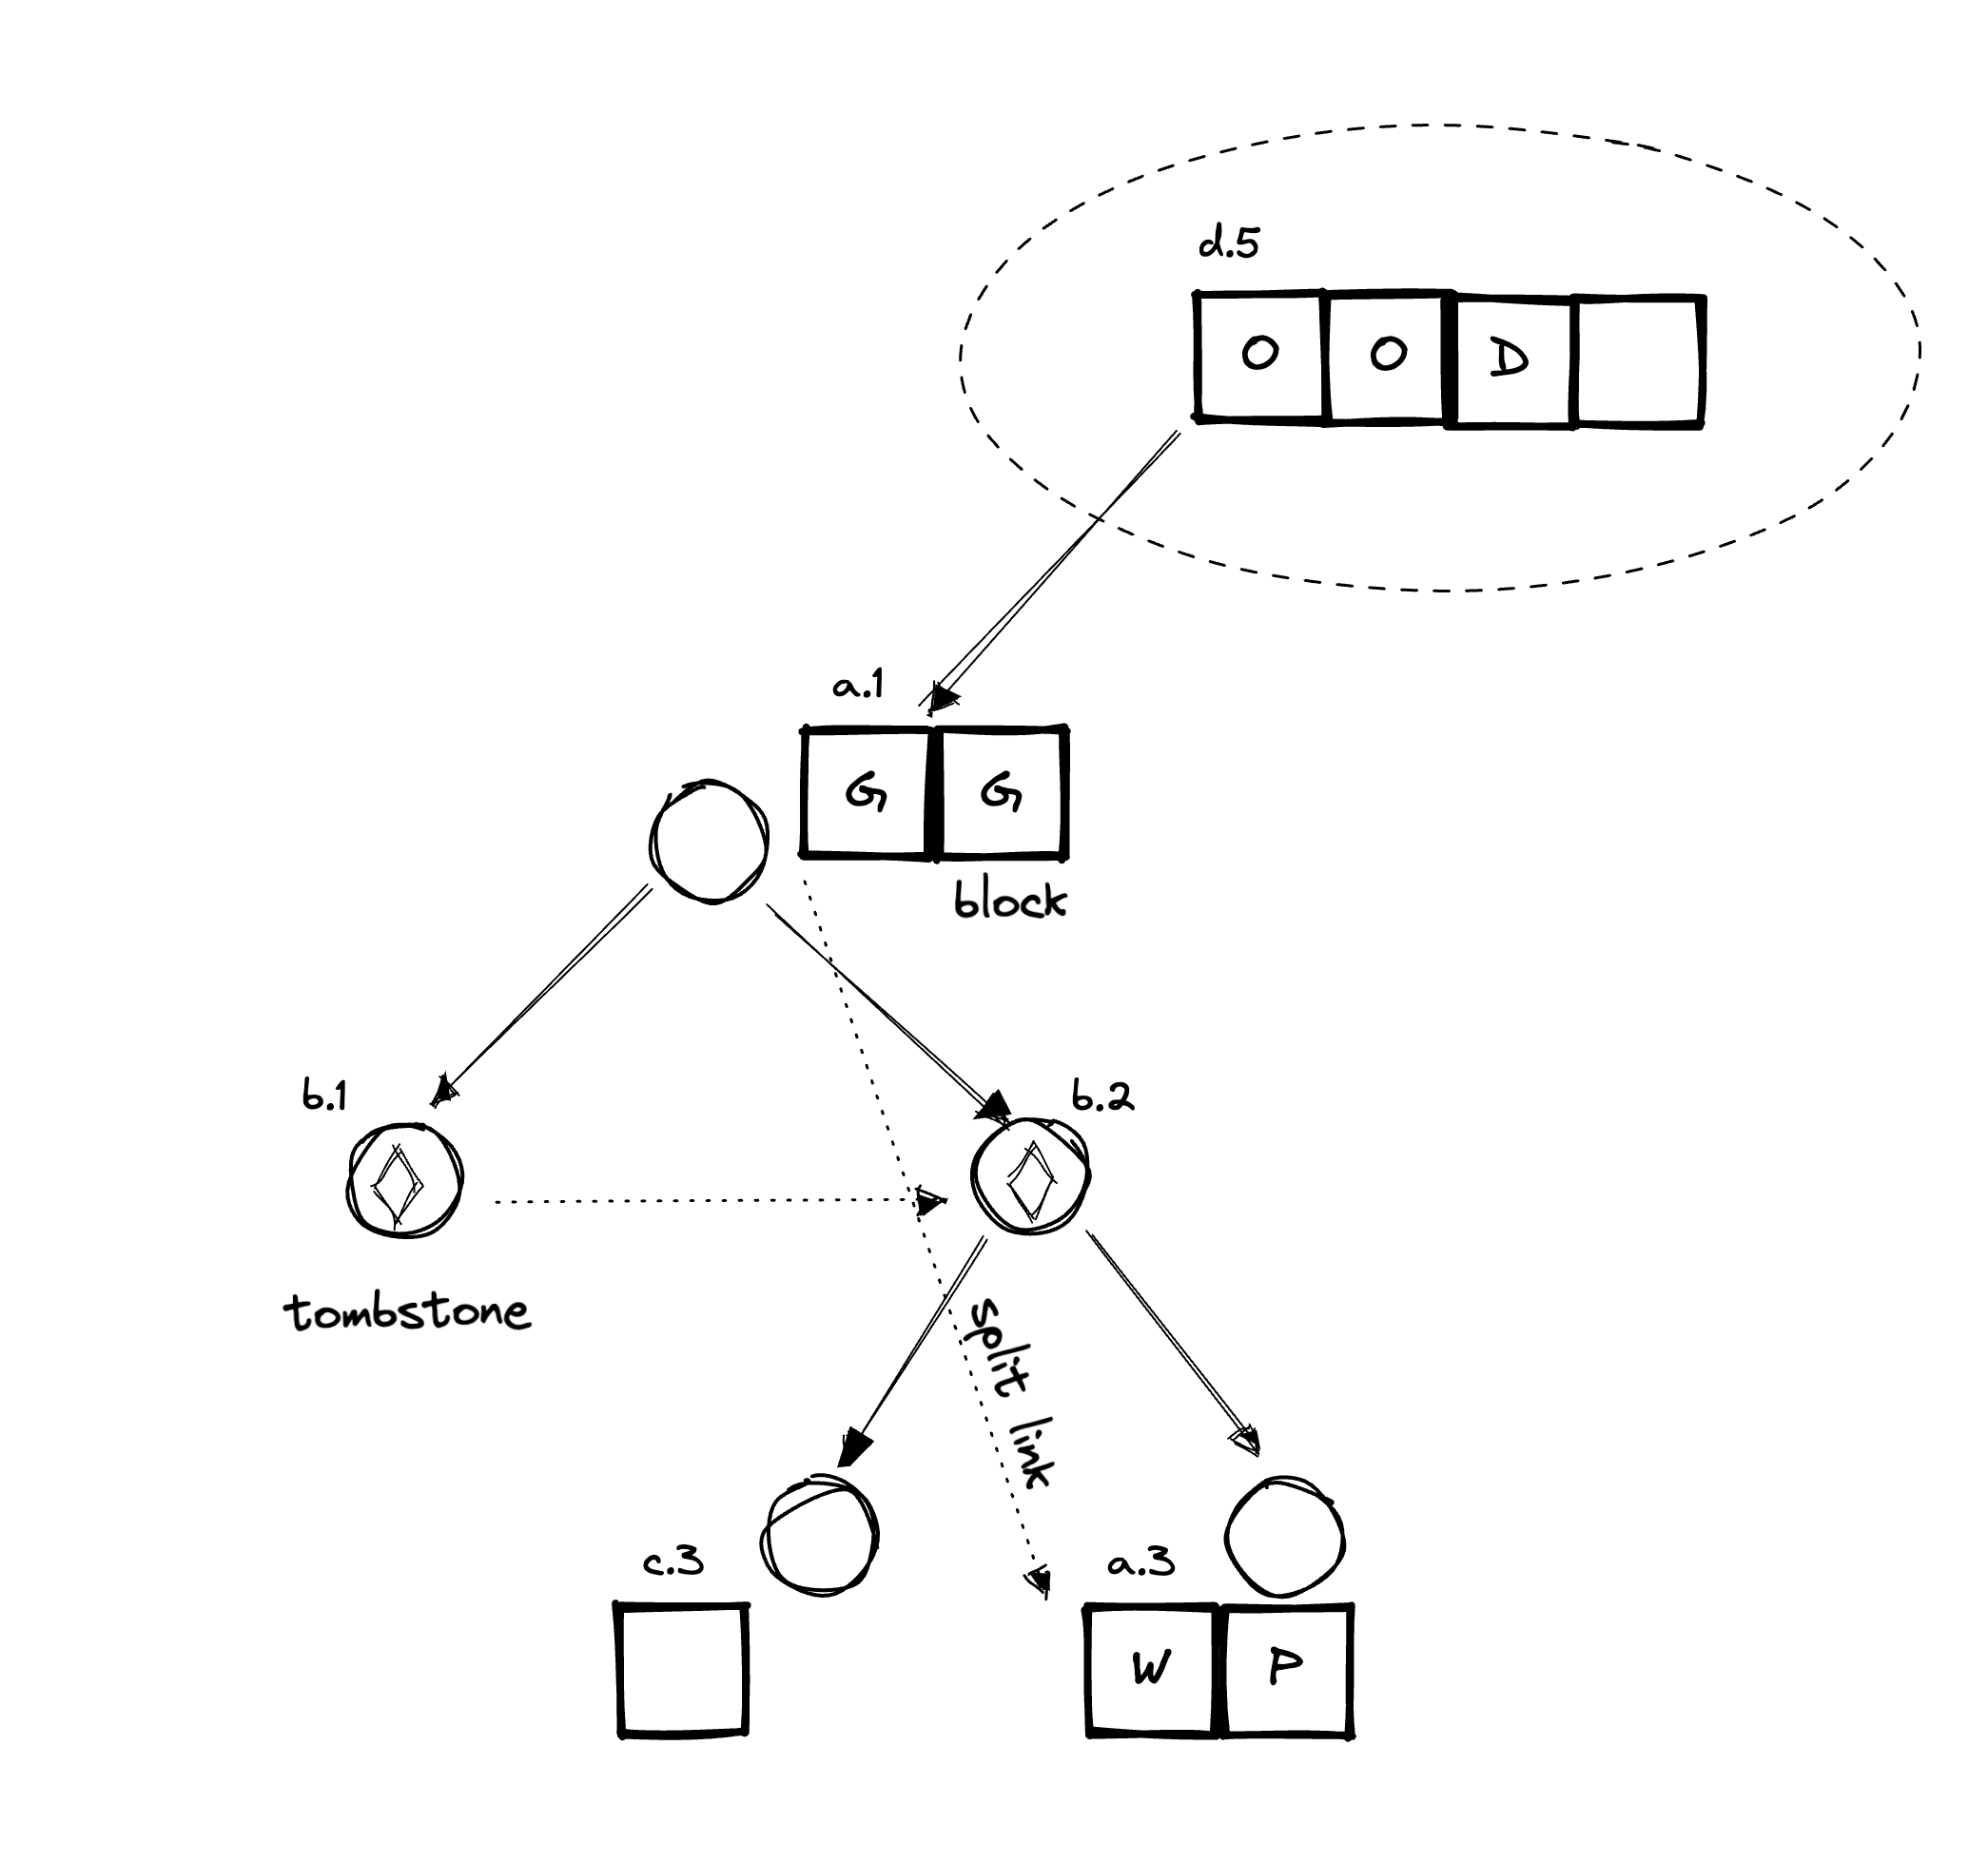 d.5
O O D
a.1
G G
block
b.1
b.2
tombstone
split link
c.3
a.3
W P